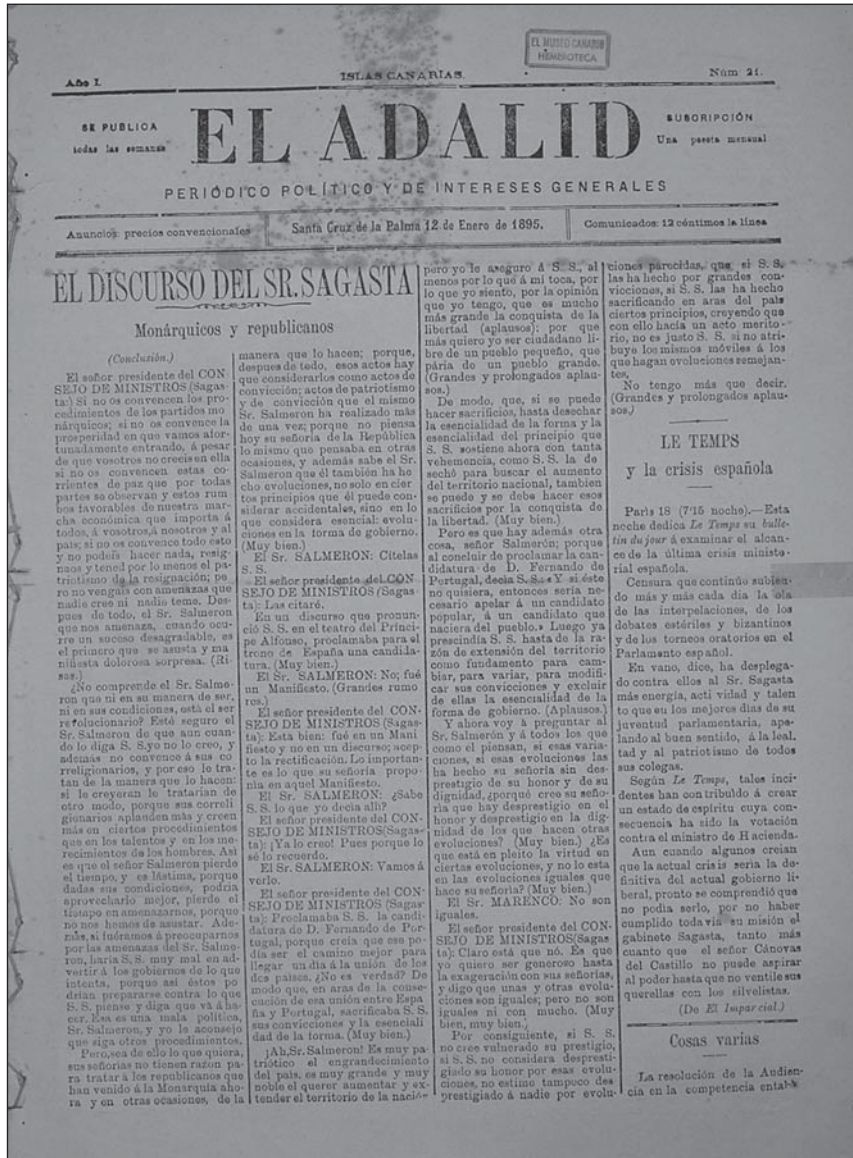 EL MUSEO CANARIO
HEMEROTECA
Año I.
ISLAS CANARIAS.
Núm 21.
SE PUBLICA
todas las semanas
EL ADALID
SUSCRIPCIÓN
Una peseta mensual
PERIÓDICO POLÍTICO Y DE INTERESES GENERALES
Anuncios: precios convencionales
Santa Cruz de la Palma 12 de Enero de 1895.
Comunicados: 12 céntimos la línea
EL DISCURSO DEL SR. SAGASTA
Monárquicos y republicanos
(Conclusión.)
El señor presidente del CON
SEJO DE MINISTROS (Sagas-
ta:) Si no os convencen los pro-
cedimientos de los partidos mo
nárquicos; si no os convence la
prosperidad en que vamos afor-
tunadamente entrando, á pesar
de que vosotros no creeis en ella
si no os convencen estas co-
rrientes de paz que por todas
partes se observan y estos rum
bos favorables de nuestra mar-
cha económica que importa á
todos, á vosotros,á nosotros y al
país; si no os convence todo esto
y no podeis hacer nada, resig-
naos y tened por lo menos el pa-
triotismo de la resignación; pe
ro no vengais con amenazas que
nadie cree ni nadie teme. Des-
pues de todo, el Sr. Salmeron
que nos amenaza, cuando ocu-
rre un suceso desagradable, es
el primero que se asusta y ma
nifiesta dolorosa sorpresa. (Ri-
sas.)
¿No comprende el Sr. Salme-
ron que ni en su manera de ser,
ni en sus condiciones, está el ser
revolucionario? Esté seguro el
Sr. Salmeron de que aun cuan-
do lo diga S. S.yo no lo creo, y
además no convence á sus co-
rreligionarios, y por eso le tra-
tan de la manera que lo hacen:
si le creyeran le tratarian de
otro modo, porque sus correli-
gionarios aplauden más y creen
más en ciertos procedimientos
que en los talentos y en los me-
recimientos de los hombres. Asi
es que el señor Salmeron pierde
el tiempo, y es lástima, porque
dadas sus condiciones, podria
aprovecharlo mejor, pierde el
tiempo en amenazarnos, porque
no nos hemos de asustar. Ade-
más, si fuéramos á preocuparnos
por las amenazas del Sr. Salme-
ron, haria S. S. muy mal en ad-
vertir á los gobiernos de lo que
intenta, porque así éstos po-
drian prepararse contra lo que
S. S. piense y diga que vá á ha-
cer. Esa es una mala política,
Sr. Salmeron, y yo le aconsejo
que siga otros procedimientos.
Pero,sea de ello lo que quiera,
sus señorias no tienen razon pa
ra tratar á los republicanos que
han venido á la Monarquia aho-
ra y en otras ocasiones, de la
manera que lo hacen; porque,
despues de todo, esos actos hay
que considerarlos como actos de
convicción; actos de patriotismo
y de convicción que el mismo
Sr. Salmeron ha realizado más
de una vez; porque no piensa
hoy su señoria de la República
lo mismo que pensaba en otras
ocasiones, y además sabe el Sr.
Salmeron que él tambien ha he
cho evoluciones, no solo en cier
tos principios que él puede con-
siderar accidentales, sino en lo
que considera esencial: evolu-
ciones en la forma de gobierno.
(Muy bien.)
El Sr. SALMERON: Citelas
S. S.
El señor presidente del CON
SEJO DE MINISTROS (Sagas-
ta): Las citaré.
En un discurso que pronun-
ció S. S. en el teatro del Prínci-
pe Alfonso, proclamaba para el
trono de España una candida-
tura. (Muy bien.)
El Sr. SALMERON: No; fué
un Manifiesto. (Grandes rumo
res.)
El señor presidente del CON
SEJO DE MINISTROS (Sagas-
ta): Esta bien: fué en un Mani
fiesto y no en un discurso; acep-
to la rectificación. Lo importan-
te es lo que su señoria propo-
nia en aquel Manifiesto.
El Sr. SALMERON: ¿Sabe
S. S. lo que yo decia allí?
El señor presidente del CON-
SEJO DE MINISTROS(Sagas-
ta): ¡Ya lo creo! Pues porque lo
sé lo recuerdo.
El Sr. SALMERON: Vamos á
verlo.
El señor presidente del CON-
SEJO DE MINISTROS (Sagas-
ta): Proclamaba S. S. la candi-
datura de D. Fernando de Por-
tugal, porque creia que ese po-
dia ser el camino mejor para
llegar un dia á la unión de los
dos países. ¿No es verdad? De
modo que, en aras de la conse-
cución de esa unión entre Espa
ña y Portugal, sacrificaba S. S.
sus convicciones y la esenciali
dad de la forma. (Muy bien.)
¡Ah,Sr. Salmeron! Es muy pa-
triótico el engrandecimiento
del país, es muy grande y muy
noble el querer aumentar y ex-
tender el territorio de la nación
pero yo le aseguro á S. S., al
menos por lo que á mi toca, por
lo que yo siento, por la opinión
que yo tengo, que es mucho
más grande la conquista de la
libertad (aplausos); por que
más quiero yo ser ciudadano li-
bre de un pueblo pequeño, que
pária de un pueblo grande.
(Grandes y prolongados aplau-
sos.)
De modo, que, si se puede
hacer sacrificios, hasta desechar
la esencialidad de la forma y la
esencialidad del principio que
S. S. sostiene ahora con tanta
vehemencia, como S. S. la de
sechó para buscar el aumento
del territorio nacional, tambien
se puede y se debe hacer esos
sacrificios por la conquista de
la libertad. (Muy bien.)
Pero es que hay además otra
cosa, señor Salmerón; porque
al concluir de proclamar la can-
didatura de D. Fernando de
Portugal, decia S. S.: «Y si éste
no quisiera, entonces seria ne-
cesario apelar á un candidato
popular, á un candidato que
naciera del pueblo.» Luego ya
prescindía S. S. hasta de la ra-
zón de extensión del territorio
como fundamento para cam-
biar, para variar, para modifi-
car sus convicciones y excluir
de ellas la esencialidad de la
forma de gobierno. (Aplausos.)
Y ahora voy á preguntar al
Sr. Salmerón y á todos los que
como el piensan, si esas varia-
ciones, si esas evoluciones las
ha hecho su señoría sin des-
prestigio de su honor y de su
dignidad, ¿porqué cree su seño-
ria que hay desprestigio en el
honor y desprestigio en la dig-
nidad de los que hacen otras
evoluciones? (Muy bien.) ¿Es
que está en pleito la virtud en
ciertas evoluciones, y no lo esta
en las evoluciones iguales que
hace su señoría? (Muy bien.)
El Sr. MARENCO: No son
iguales.
El señor presidente del CON-
SEJO DE MINISTROS(Sagas
ta): Claro está que nó. Es que
yo quiero ser generoso hasta
la exageración con sus señorías,
y digo que unas y otras evolu-
ciones son iguales; pero no son
iguales ni con mucho. (Muy
bien, muy bien.)
Por consiguiente, si S. S.
no cree vulnerado su prestigio,
si S. S. no considera despresti-
giado su honor por esas evolu-
ciones, no estimo tampoco des
prestigiado á nadie por evolu-
ciones parecidas, que si S. S.
las ha hecho por grandes con-
vicciones, si S. S. las ha hecho
sacrificando en aras del pais
ciertos principios, creyendo que
con ello hacía un acto merito-
rio, no es justo S. S. si no atri-
buye los mismos móviles á los
que hagan evoluciones semejan-
tes.
No tengo más que decir.
(Grandes y prolongados aplau-
sos.)
LE TEMPS
y la crisis española
Paris 18 (7'15 noche).—Esta
noche dedica Le Temps su bulle-
tin du jour á examinar el alcan-
ce de la última crisis ministe-
rial española.
Censura que continúe subien-
do más y más cada dia la ola
de las interpelaciones, de los
debates estériles y bizantinos
y de los torneos oratorios en el
Parlamento español.
En vano, dice, ha desplega-
do contra ellos al Sr. Sagasta
más energía, acti vidad y talen
to que en los mejores dias de su
juventud parlamentaria, ape-
lando al buen sentido, á la leal.
tad y al patriotismo de todos
sus colegas.
Según Le Temps, tales inci-
dentes han contribuído á crear
un estado de espíritu cuya con-
secuencia ha sido la votación
contra el ministro de Hacienda.
Aun cuando algunos creian
que la actual crisis seria la de-
finitiva del actual gobierno li-
beral, pronto se comprendió que
no podia serlo, por no haber
cumplido todavía su misión el
gabinete Sagasta, tanto más
cuanto que el señor Cánovas
del Castillo no puede aspirar
al poder hasta que no ventile sus
querellas con los silvelistas.
(De El Imparcial.)
Cosas varias
La resolución de la Audien-
cia en la competencia entabla-